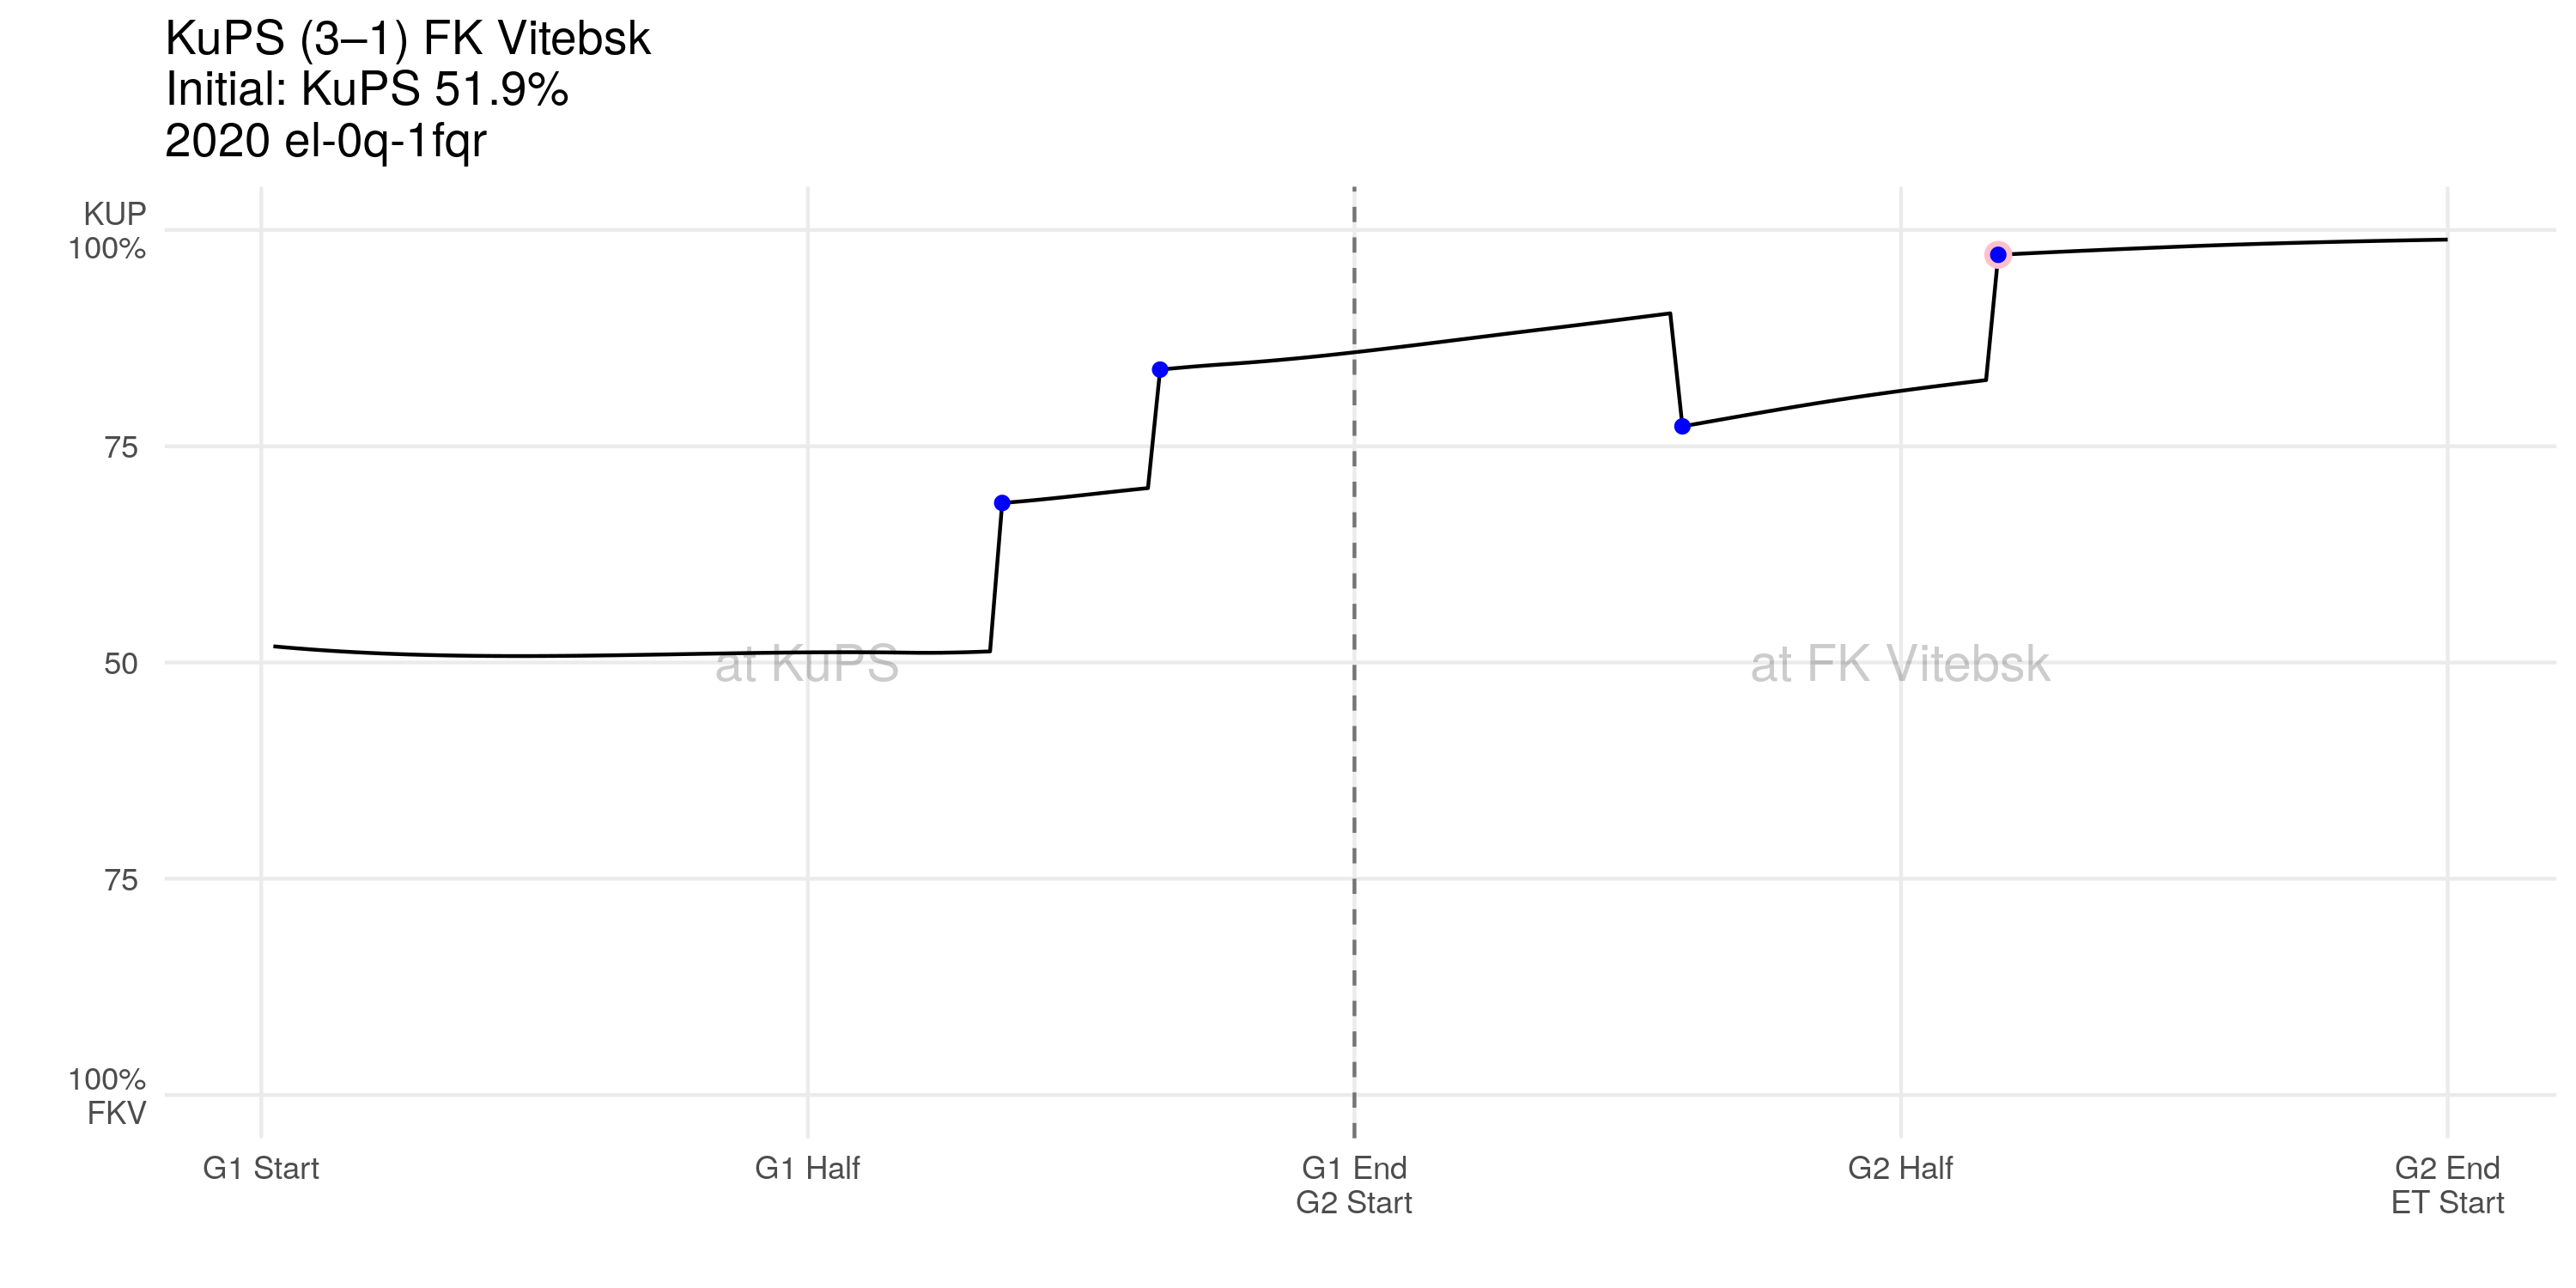 KuPS (3–1) FK Vitebsk
Initial: KuPS 51.9%
2020 el-0q-1fqr
KUP
100%
75
50
75
100%
FKV
at KuPS
at FK Vitebsk
G1 Start
G1 Half
G1 End
G2 Start
G2 Half
G2 End
ET Start